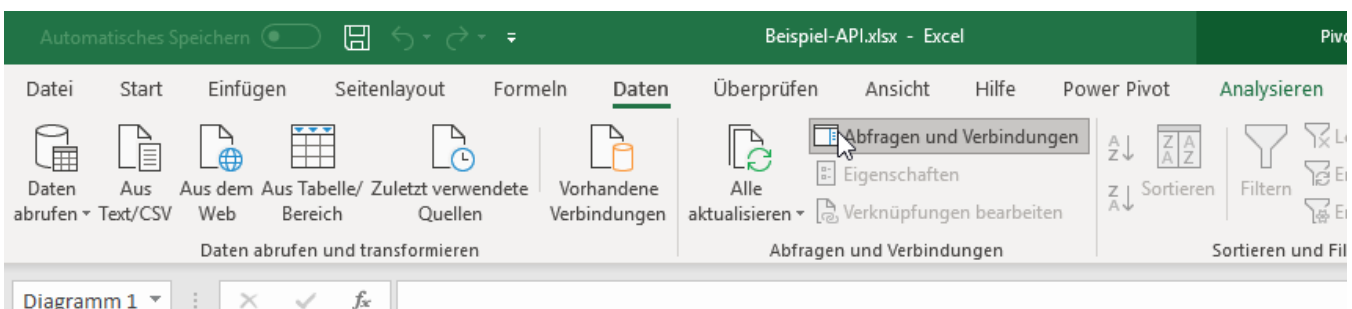 Automatisches Speichern
Beispiel-API.xlsx - Excel
Datei Start Einfügen Seitenlayout Formeln Daten Überprüfen Ansicht Hilfe Power Pivot Analysieren
Daten abrufen
Aus Text/CSV
Aus dem Web
Aus Tabelle/ Bereich
Zuletzt verwendete Quellen
Vorhandene Verbindungen
Daten abrufen und transformieren
Alle aktualisieren
Abfragen und Verbindungen
Eigenschaften
Verknüpfungen bearbeiten
Abfragen und Verbindungen
Sortieren
Filtern
Sortieren und
Diagramm 1
fx